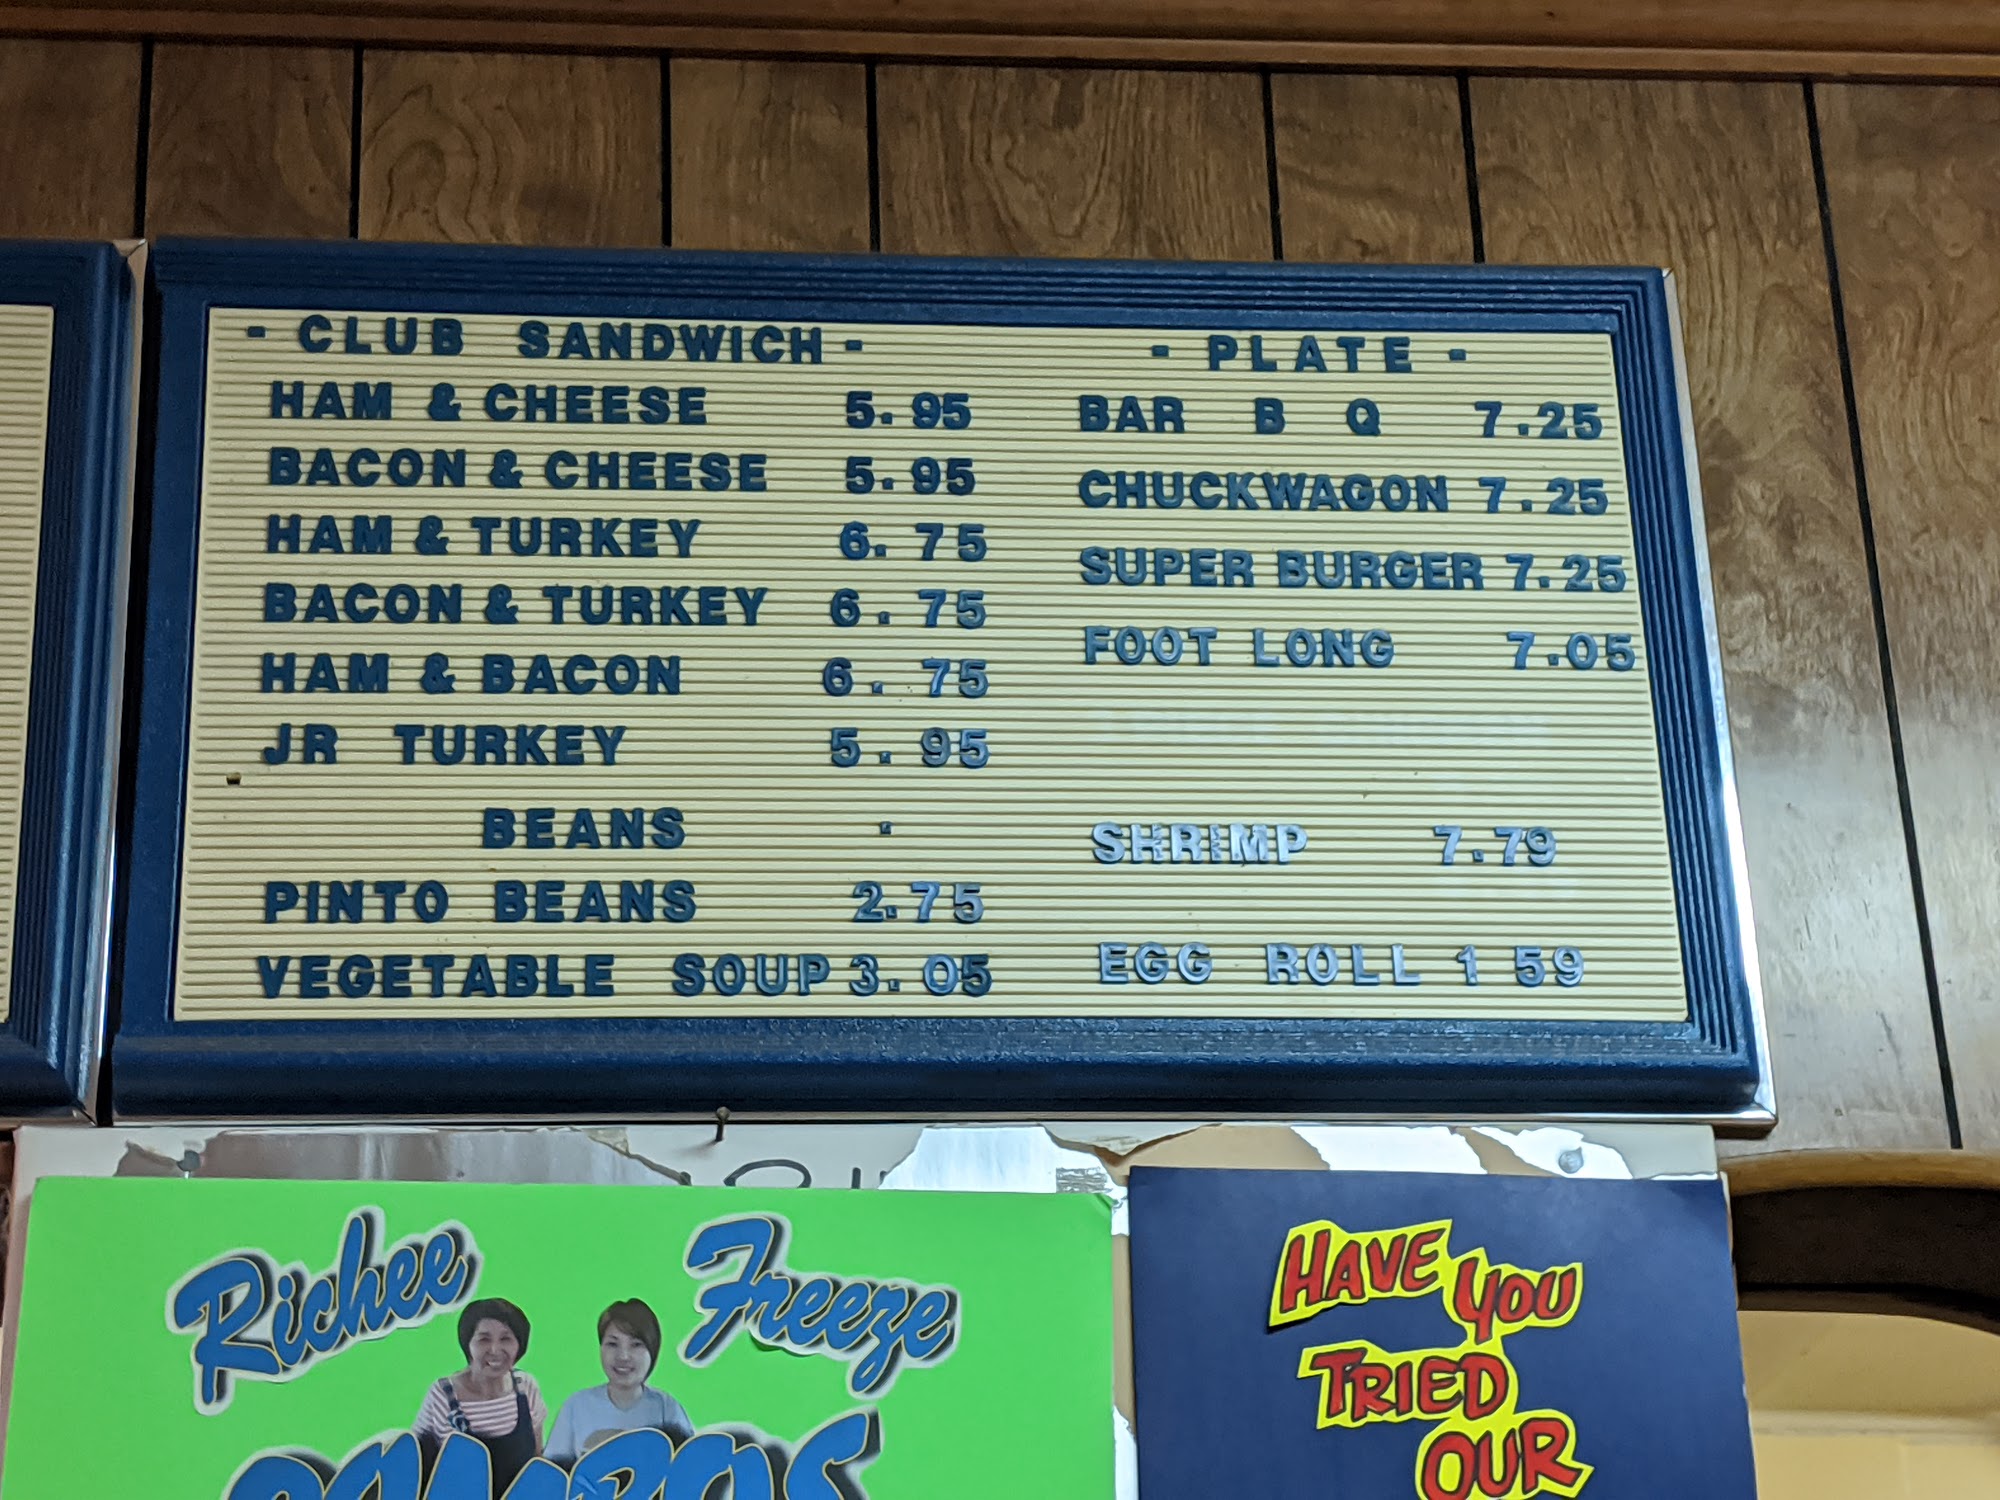 - CLUB SANDWICH -
HAM & CHEESE 5.95
BACON & CHEESE 5.95
HAM & TURKEY 6.75
BACON & TURKEY 6.75
HAM & BACON 6.75
JR TURKEY 5.95
BEANS .
PINTO BEANS 2.75
VEGETABLE SOUP 3.05
- PLATE -
BAR B Q 7.25
CHUCKWAGON 7.25
SUPER BURGER 7.25
FOOT LONG 7.05
SHRIMP 7.79
EGG ROLL 1 59
Richee Freeze
COMBOS
HAVE YOU
TRIED
OUR